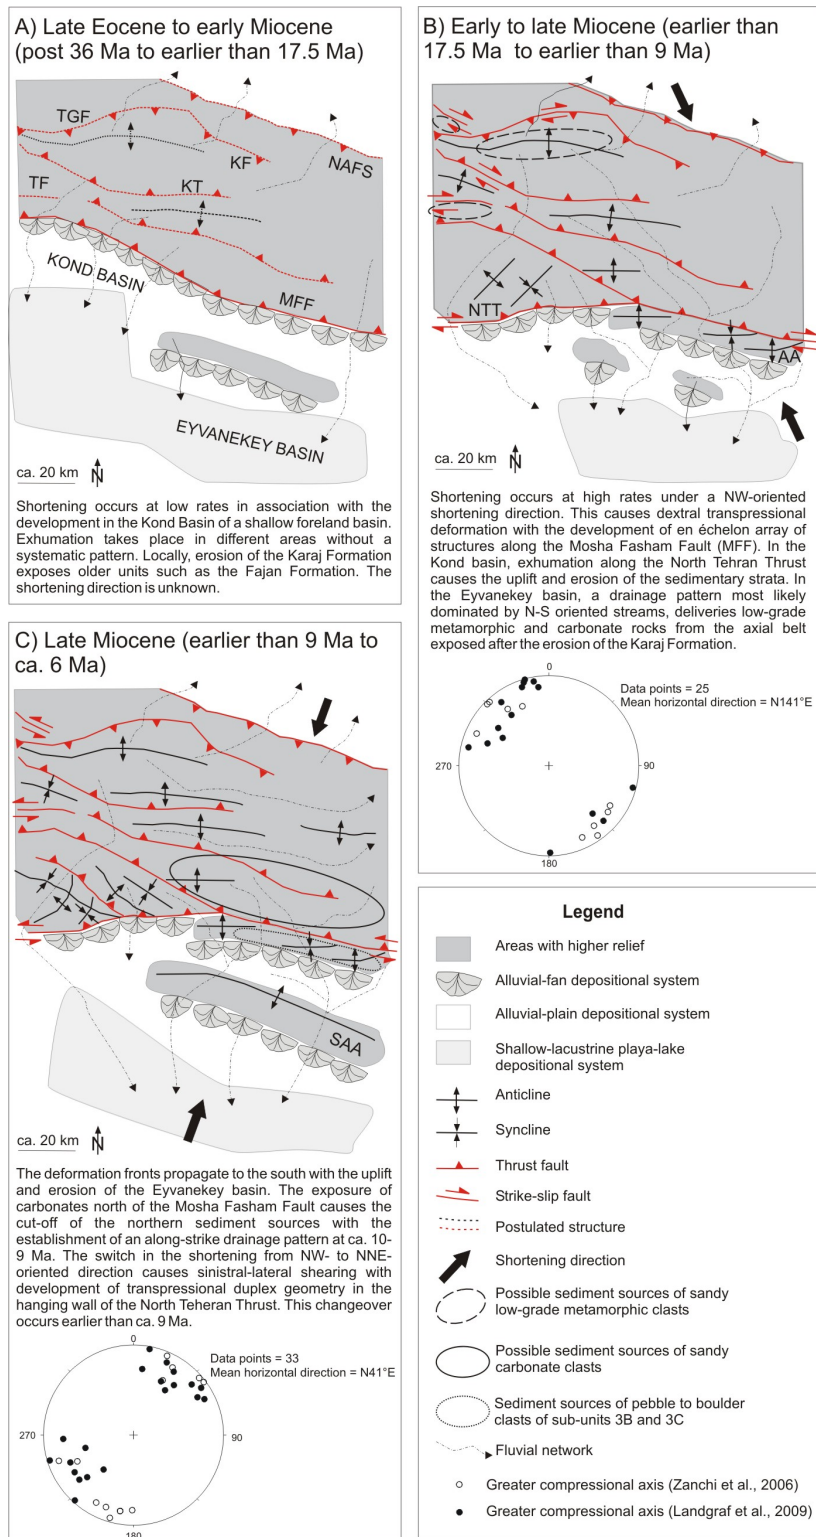 A) Late Eocene to early Miocene
(post 36 Ma to earlier than 17.5 Ma)
TGF
KF
NAFS
TF
KT
KOND BASIN
MFF
EYVANEKEY BASIN
ca. 20 km
N
Shortening occurs at low rates in association with the
development in the Kond Basin of a shallow foreland basin.
Exhumation takes place in different areas without a
systematic pattern. Locally, erosion of the Karaj Formation
exposes older units such as the Fajan Formation. The
shortening direction is unknown.
B) Early to late Miocene (earlier than
17.5 Ma to earlier than 9 Ma)
NTT
AA
ca. 20 km
N
Shortening occurs at high rates under a NW-oriented
shortening direction. This causes dextral transpressional
deformation with the development of en échelon array of
structures along the Mosha Fasham Fault (MFF). In the
Kond basin, exhumation along the North Tehran Thrust
causes the uplift and erosion of the sedimentary strata. In
the Eyvanekey basin, a drainage pattern most likely
dominated by N-S oriented streams, deliveries low-grade
metamorphic and carbonate rocks from the axial belt
exposed after the erosion of the Karaj Formation.
0
Data points = 25
Mean horizontal direction = N141°E
270
90
180
C) Late Miocene (earlier than 9 Ma to
ca. 6 Ma)
SAA
ca. 20 km
N
The deformation fronts propagate to the south with the uplift
and erosion of the Eyvanekey basin. The exposure of
carbonates north of the Mosha Fasham Fault causes the
cut-off of the northern sediment sources with the
establishment of an along-strike drainage pattern at ca. 10-
9 Ma. The switch in the shortening from NW- to NNE-
oriented direction causes sinistral-lateral shearing with
development of transpressional duplex geometry in the
hanging wall of the North Teheran Thrust. This changeover
occurs earlier than ca. 9 Ma.
0
Data points = 33
Mean horizontal direction = N41°E
270
90
180
Legend
Areas with higher relief
Alluvial-fan depositional system
Alluvial-plain depositional system
Shallow-lacustrine playa-lake
depositional system
Anticline
Syncline
Thrust fault
Strike-slip fault
Postulated structure
Shortening direction
Possible sediment sources of sandy
low-grade metamorphic clasts
Possible sediment sources of sandy
carbonate clasts
Sediment sources of pebble to boulder
clasts of sub-units 3B and 3C
Fluvial network
Greater compressional axis (Zanchi et al., 2006)
Greater compressional axis (Landgraf et al., 2009)